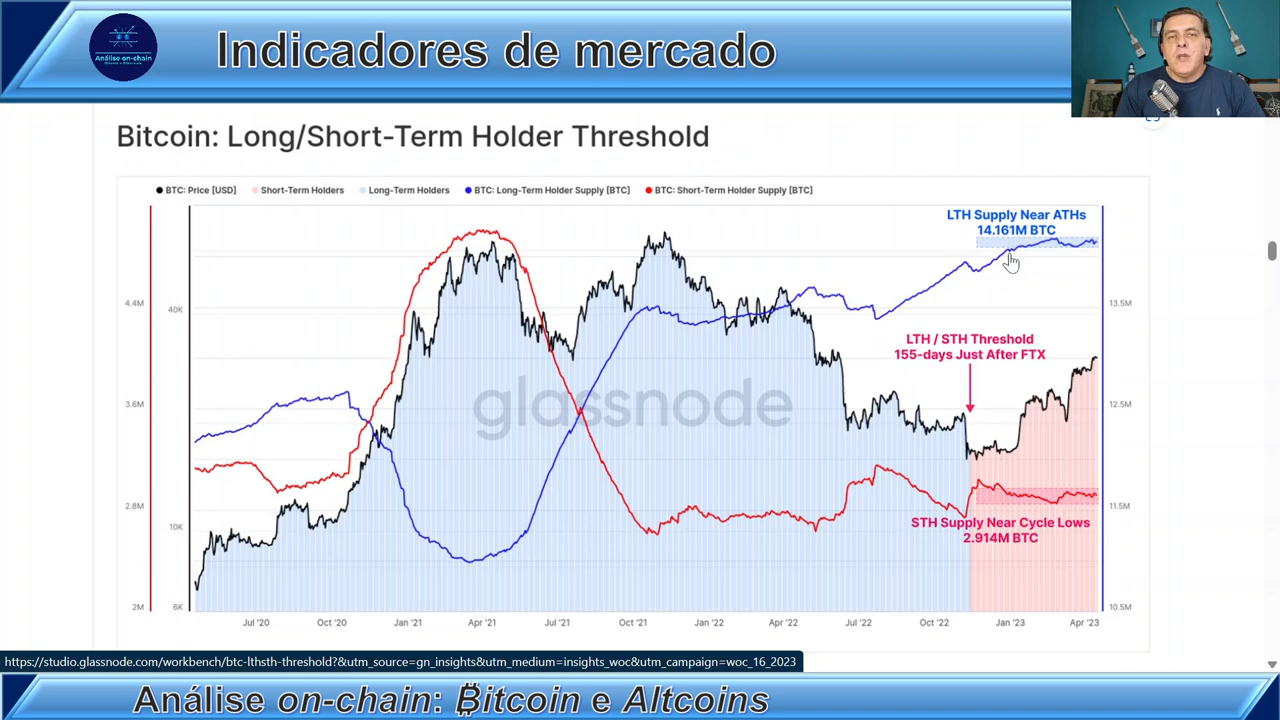 Análise on-chain
Bitcoin e Ethereum
Indicadores de mercado
Bitcoin: Long/Short-Term Holder Threshold
BTC: Price [USD] Short-Term Holders Long-Term Holders BTC: Long-Term Holder Supply [BTC] BTC: Short-Term Holder Supply [BTC]
LTH Supply Near ATHs
14.161M BTC
4.4M 40K 13.5M
LTH / STH Threshold
155-days Just After FTX
glassnode
3.6M 12.5M
2.8M 10K 11.5M
STH Supply Near Cycle Lows
2.914M BTC
2M 6K 10.5M
Jul '20 Oct '20 Jan '21 Apr '21 Jul '21 Oct '21 Jan '22 Apr '22 Jul '22 Oct '22 Jan '23 Apr '23
https://studio.glassnode.com/workbench/btc-lthsth-threshold?&utm_source=gn_insights&utm_medium=insights_woc&utm_campaign=woc_16_2023
Análise on-chain: ₿itcoin e Altcoins